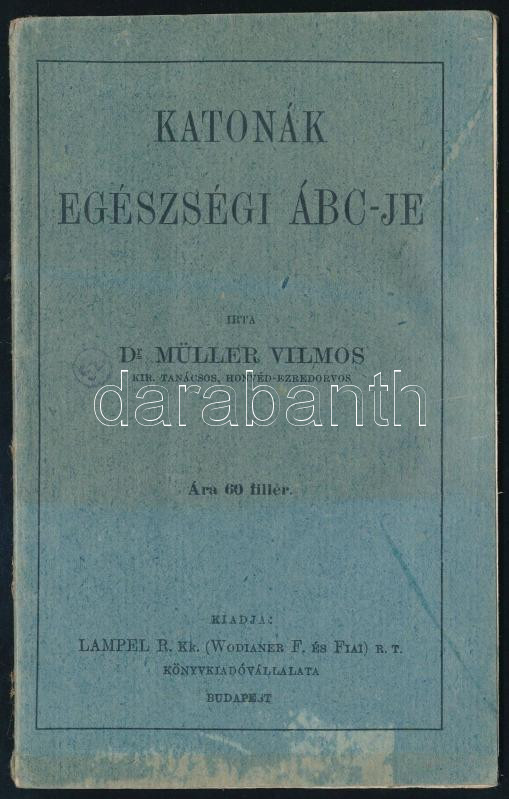 KATONÁK
EGÉSZSÉGI ÁBC-JE
IRTA
Dr MÜLLER VILMOS
KIR. TANÁCSOS, HONVÉD-EZREDORVOS
darabanth
Ára 60 fillér.
KIADJA:
LAMPEL R. Kk. (WODIANER F. ÉS FIAI) R. T.
KÖNYVKIADÓVÁLLALATA
BUDAPEST